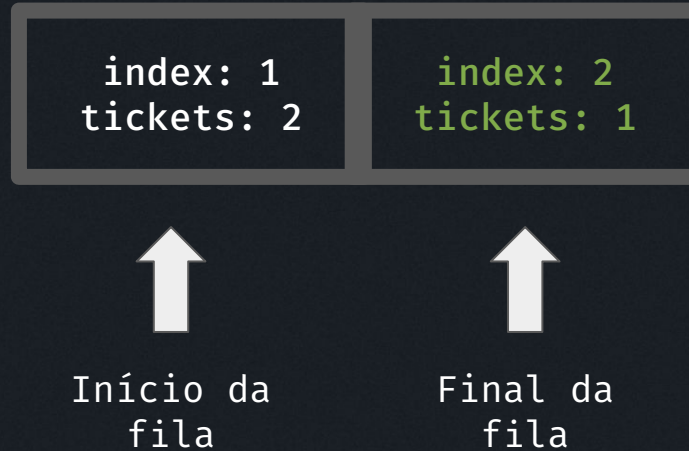 index: 1
tickets: 2
index: 2
tickets: 1
Início da
fila
Final da
fila